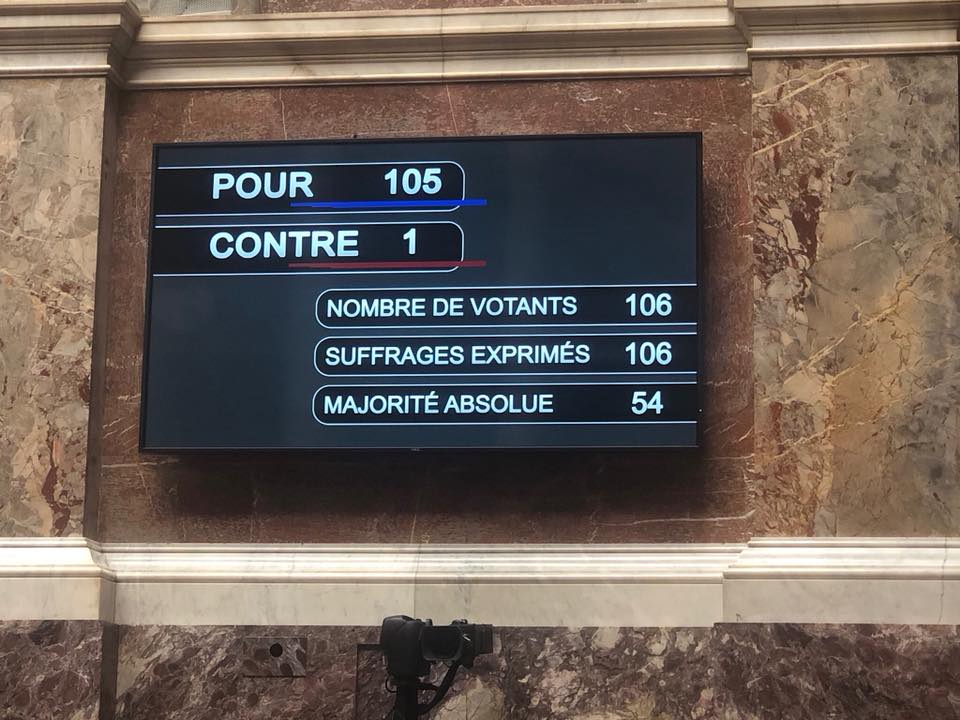 POUR 105
CONTRE 1
NOMBRE DE VOTANTS 106
SUFFRAGES EXPRIMÉS 106
MAJORITÉ ABSOLUE 54